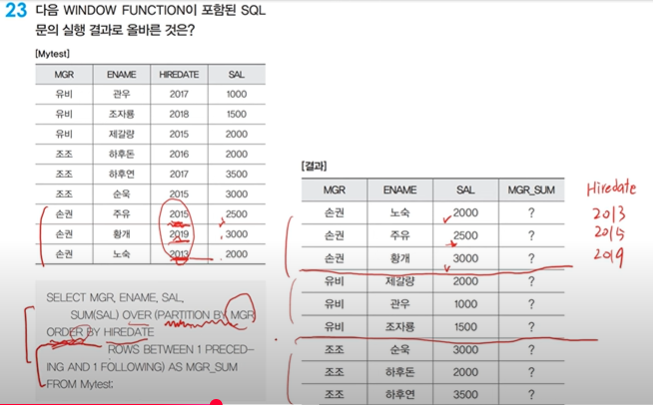 23 다음 WINDOW FUNCTION이 포함된 SQL
문의 실행 결과로 올바른 것은?
[Mytest]
MGR ENAME HIREDATE SAL
유비 관우 2017 1000
유비 조자룡 2018 1500
유비 제갈량 2015 2000
조조 하후돈 2016 2000
조조 하후연 2017 3500
조조 순욱 2015 3000
손권 주유 2015 2500
손권 황개 2019 3000
손권 노숙 2013 2000
SELECT MGR, ENAME, SAL,
SUM(SAL) OVER (PARTITION BY MGR
ORDER BY HIREDATE
ROWS BETWEEN 1 PRECED-
ING AND 1 FOLLOWING) AS MGR_SUM
FROM Mytest;
[결과]
MGR ENAME SAL MGR_SUM
손권 노숙 2000 ?
손권 주유 2500 ?
손권 황개 3000 ?
유비 제갈량 2000 ?
유비 관우 1000 ?
유비 조자룡 1500 ?
조조 순욱 3000 ?
조조 하후돈 2000 ?
조조 하후연 3500 ?
Hiredate
2013
2015
2019